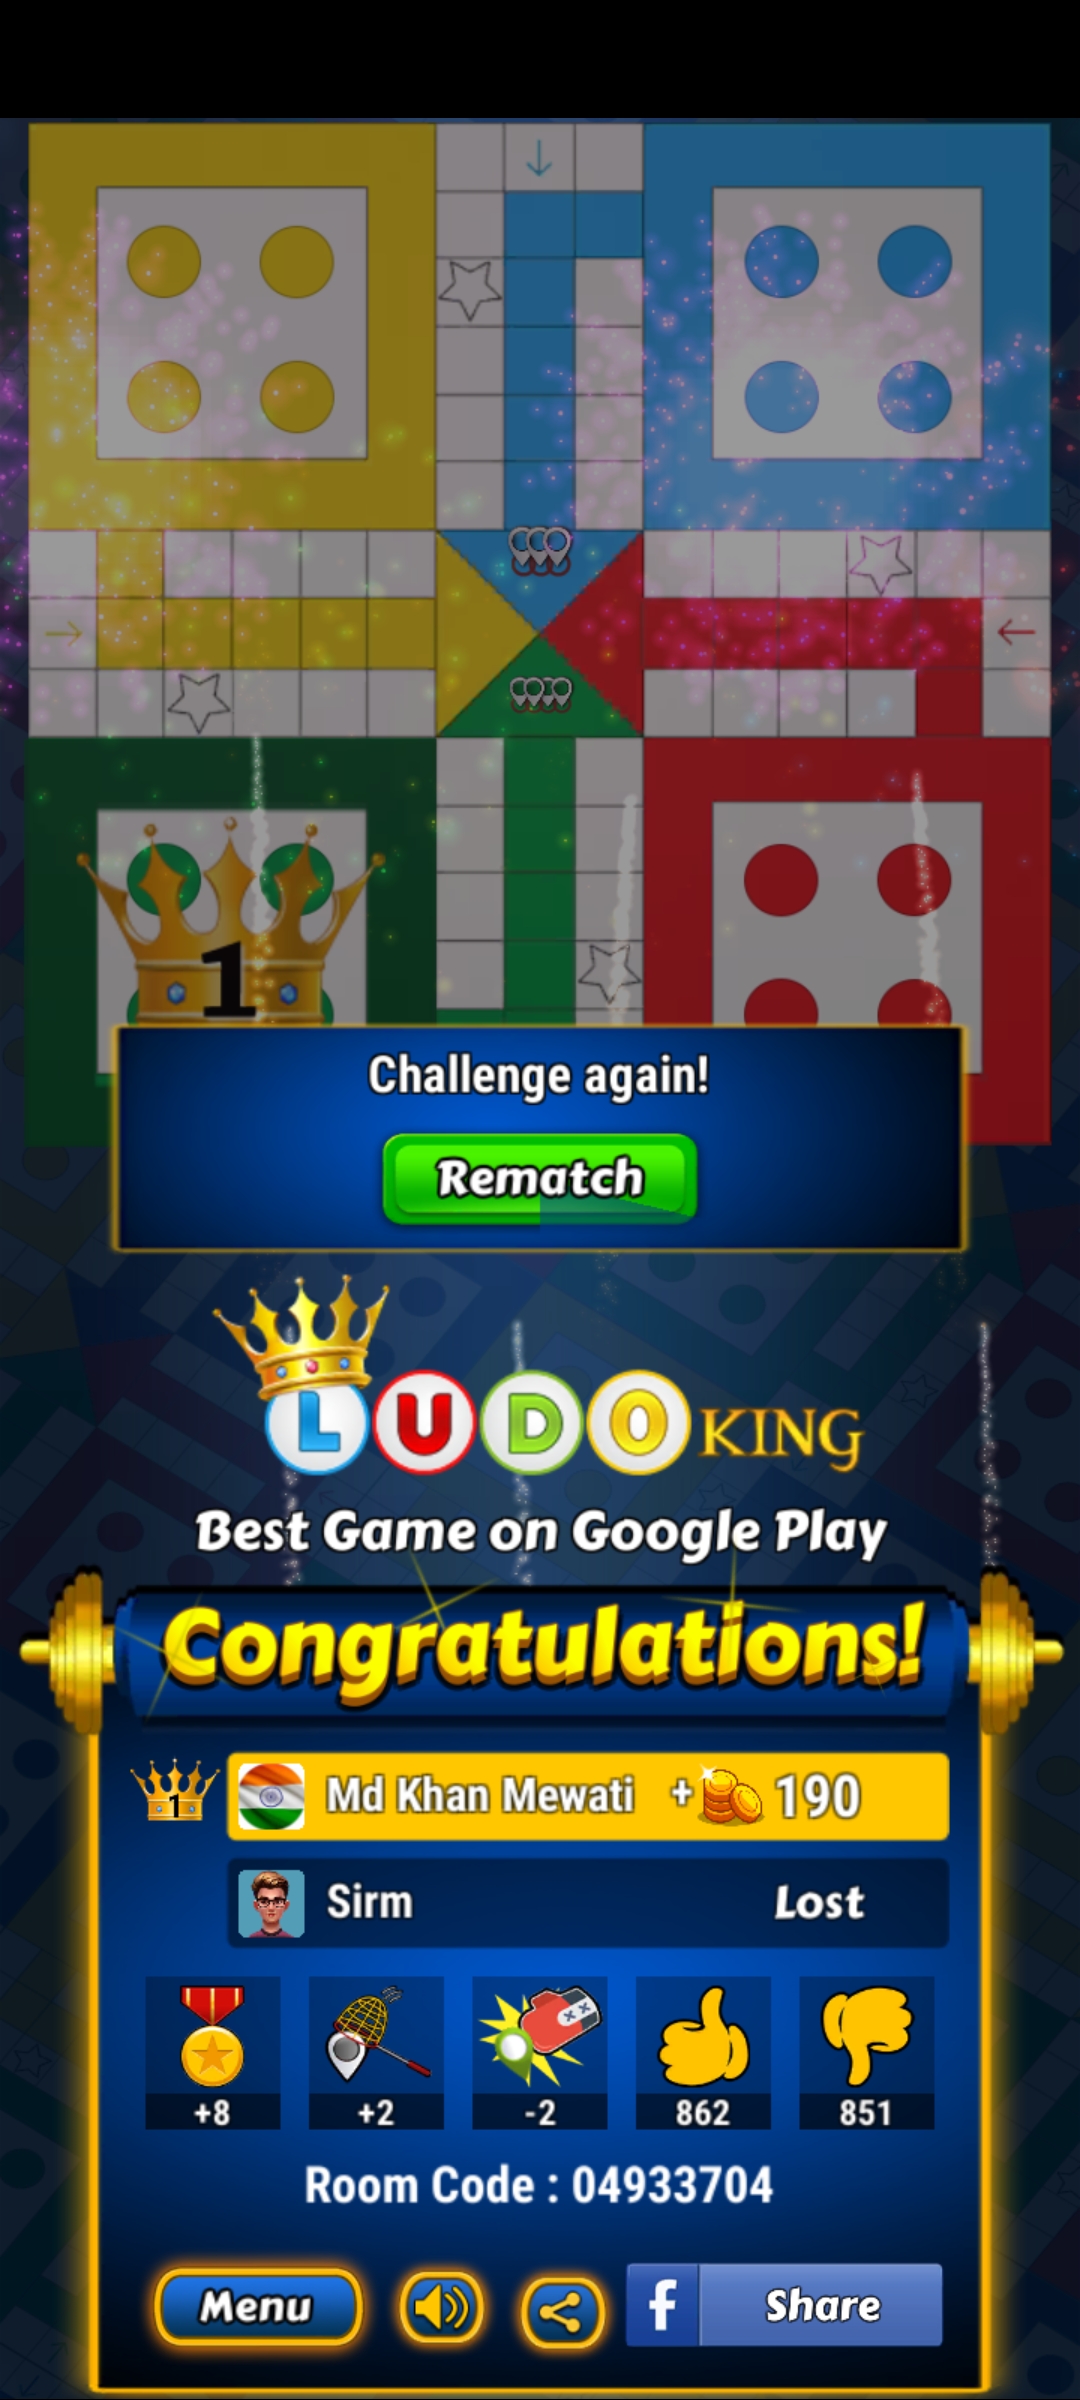 1
Challenge again!
Rematch
LUDO KING
Best Game on Google Play
Congratulations!
1 Md Khan Mewati + 190
Sirm Lost
+8 +2 -2 862 851
Room Code : 04933704
Menu f Share